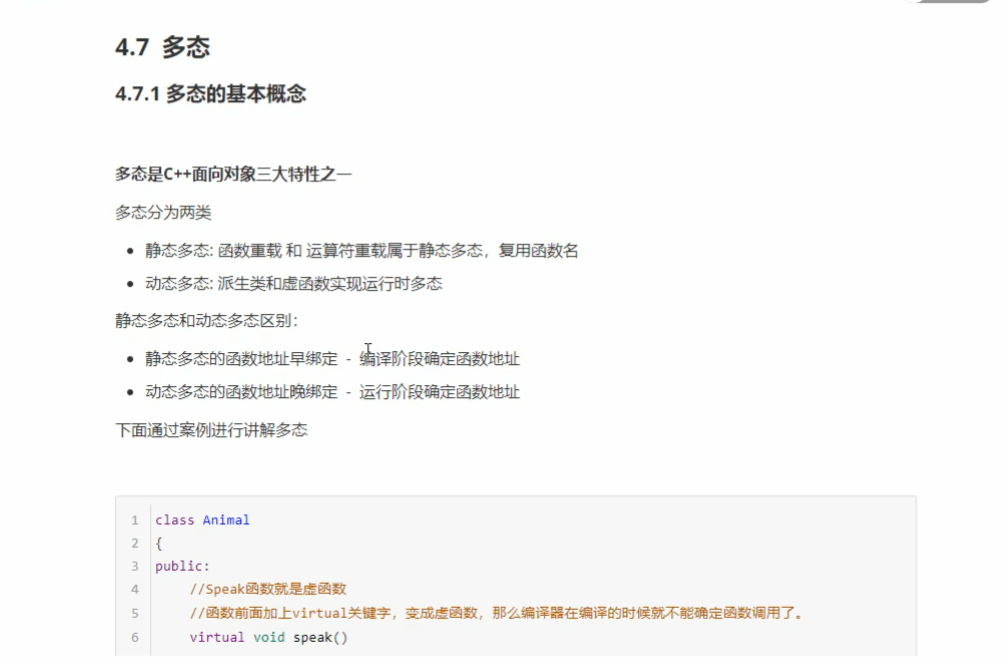 4.7 多态
4.7.1 多态的基本概念
多态是C++面向对象三大特性之一
多态分为两类
• 静态多态: 函数重载 和 运算符重载属于静态多态，复用函数名
• 动态多态: 派生类和虚函数实现运行时多态
静态多态和动态多态区别：
• 静态多态的函数地址早绑定 - 编译阶段确定函数地址
• 动态多态的函数地址晚绑定 - 运行阶段确定函数地址
下面通过案例进行讲解多态
1 class Animal
2 {
3 public:
4 //Speak函数就是虚函数
5 //函数前面加上virtual关键字，变成虚函数，那么编译器在编译的时候就不能确定函数调用了。
6 virtual void speak()